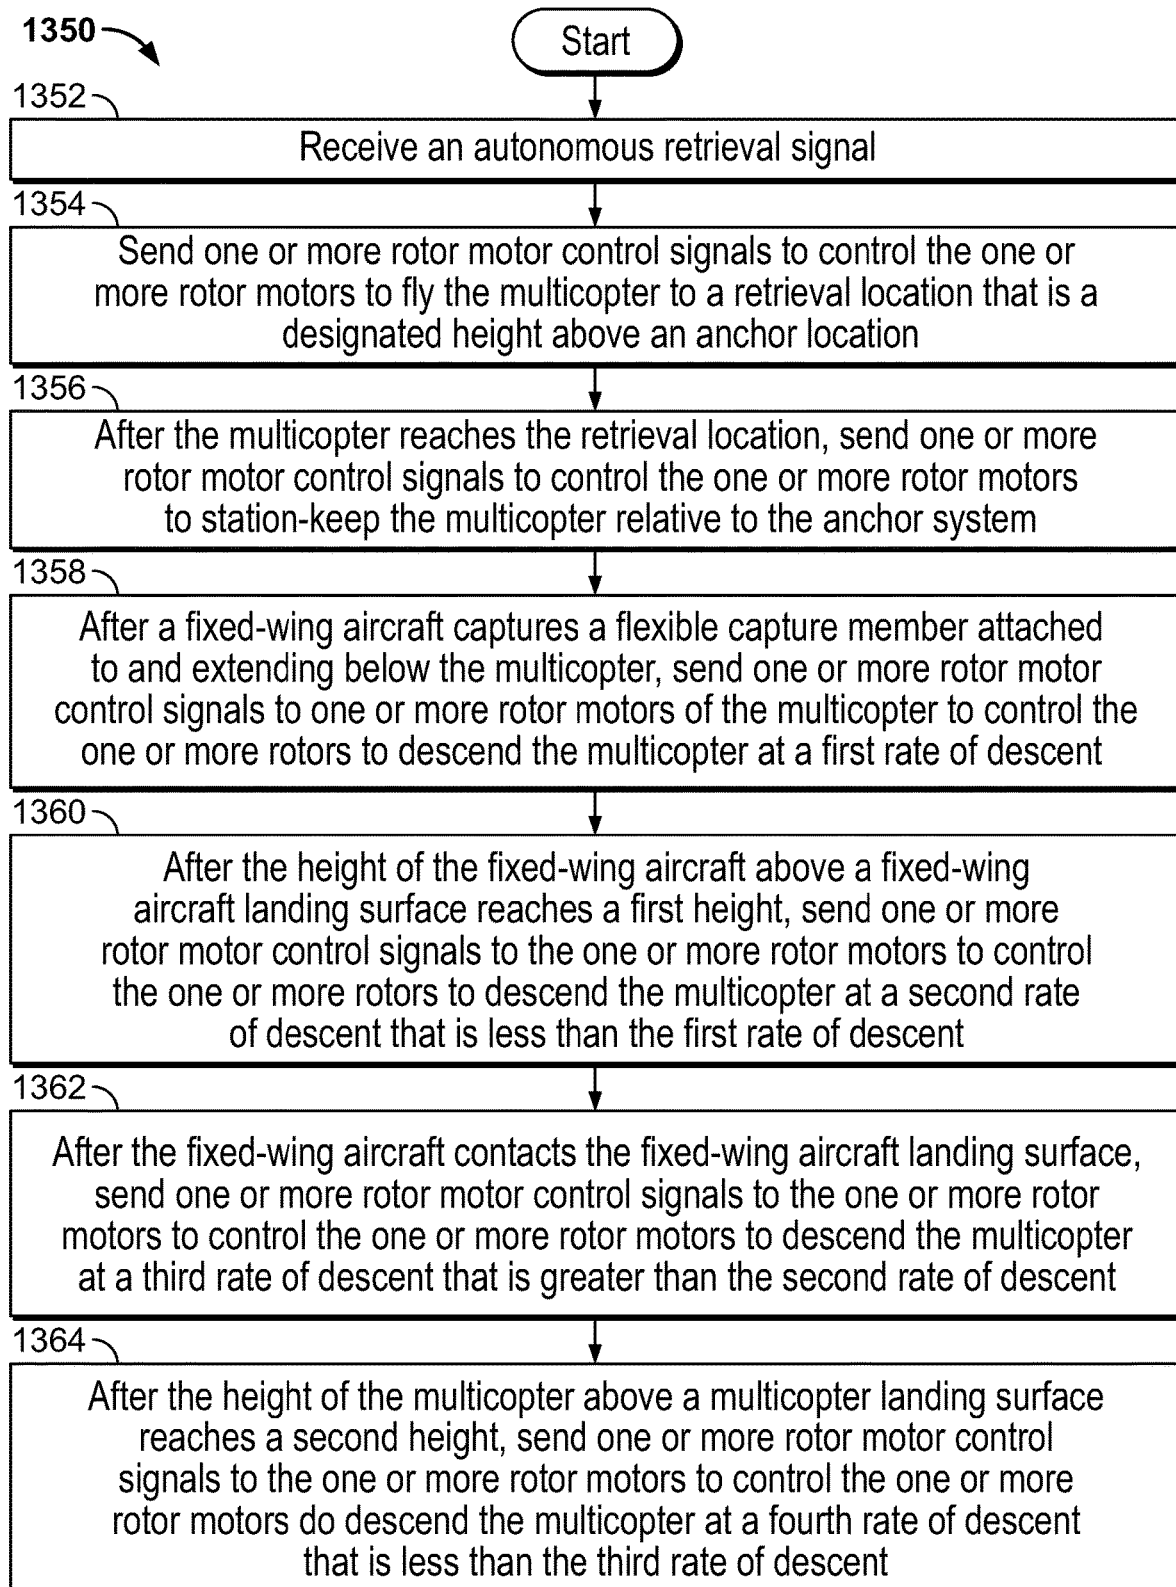 1350
Start
1352
Receive an autonomous retrieval signal
1354
Send one or more rotor motor control signals to control the one or
more rotor motors to fly the multicopter to a retrieval location that is a
designated height above an anchor location
1356
After the multicopter reaches the retrieval location, send one or more
rotor motor control signals to control the one or more rotor motors
to station-keep the multicopter relative to the anchor system
1358
After a fixed-wing aircraft captures a flexible capture member attached
to and extending below the multicopter, send one or more rotor motor
control signals to one or more rotor motors of the multicopter to control the
one or more rotors to descend the multicopter at a first rate of descent
1360
After the height of the fixed-wing aircraft above a fixed-wing
aircraft landing surface reaches a first height, send one or more
rotor motor control signals to the one or more rotor motors to control
the one or more rotors to descend the multicopter at a second rate
of descent that is less than the first rate of descent
1362
After the fixed-wing aircraft contacts the fixed-wing aircraft landing surface,
send one or more rotor motor control signals to the one or more rotor
motors to control the one or more rotor motors to descend the multicopter
at a third rate of descent that is greater than the second rate of descent
1364
After the height of the multicopter above a multicopter landing surface
reaches a second height, send one or more rotor motor control
signals to the one or more rotor motors to control the one or more
rotor motors do descend the multicopter at a fourth rate of descent
that is less than the third rate of descent